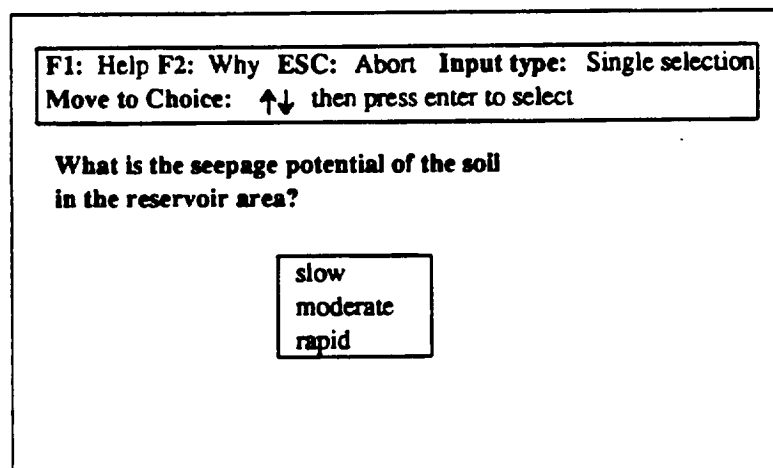 F1: Help F2: Why ESC: Abort Input type: Single selection
Move to Choice: ↑↓ then press enter to select
What is the seepage potential of the soil
in the reservoir area?
slow
moderate
rapid